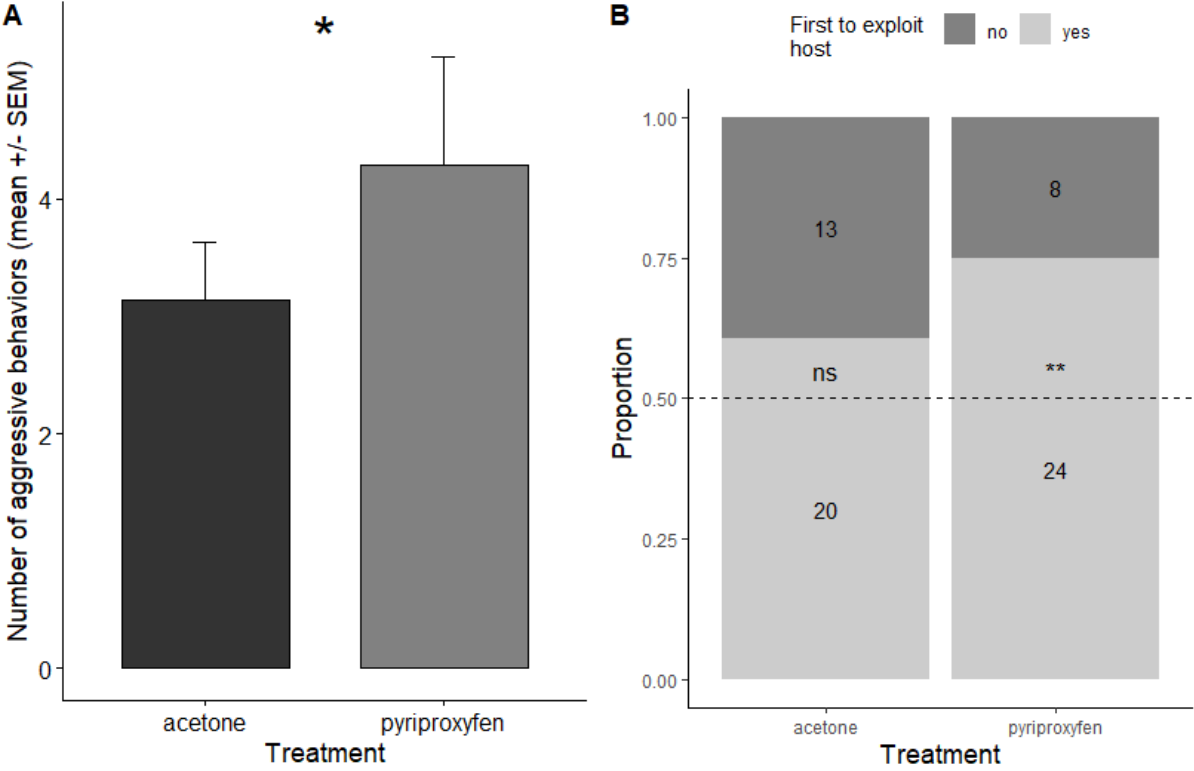 A
*
Number of aggressive behaviors (mean +/- SEM)
4
2
0
acetone
pyriproxyfen
Treatment
B
First to exploit
host
no
yes
Proportion
1.00
0.75
0.50
0.25
0.00
13
8
ns
**
20
24
acetone
pyriproxyfen
Treatment